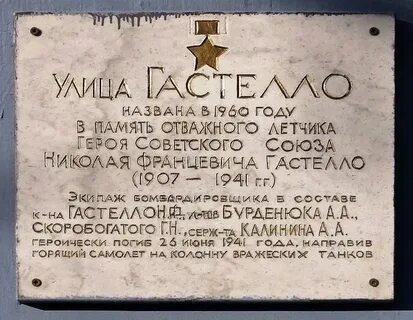 Улица Гастелло
названа в 1960 году
в память отважного летчика
Героя Советского Союза
Николая Францевича Гастелло
(1907 - 1941 г.г.)
Экипаж бомбардировщика в составе
к-на Гастелло Н.Ф., л-тов Бурденюка А.А.,
Скоробогатого Г.Н., серж-та Калинина А.А.
героически погиб 26 июня 1941 года, направив
горящий самолет на колонну вражеских танков